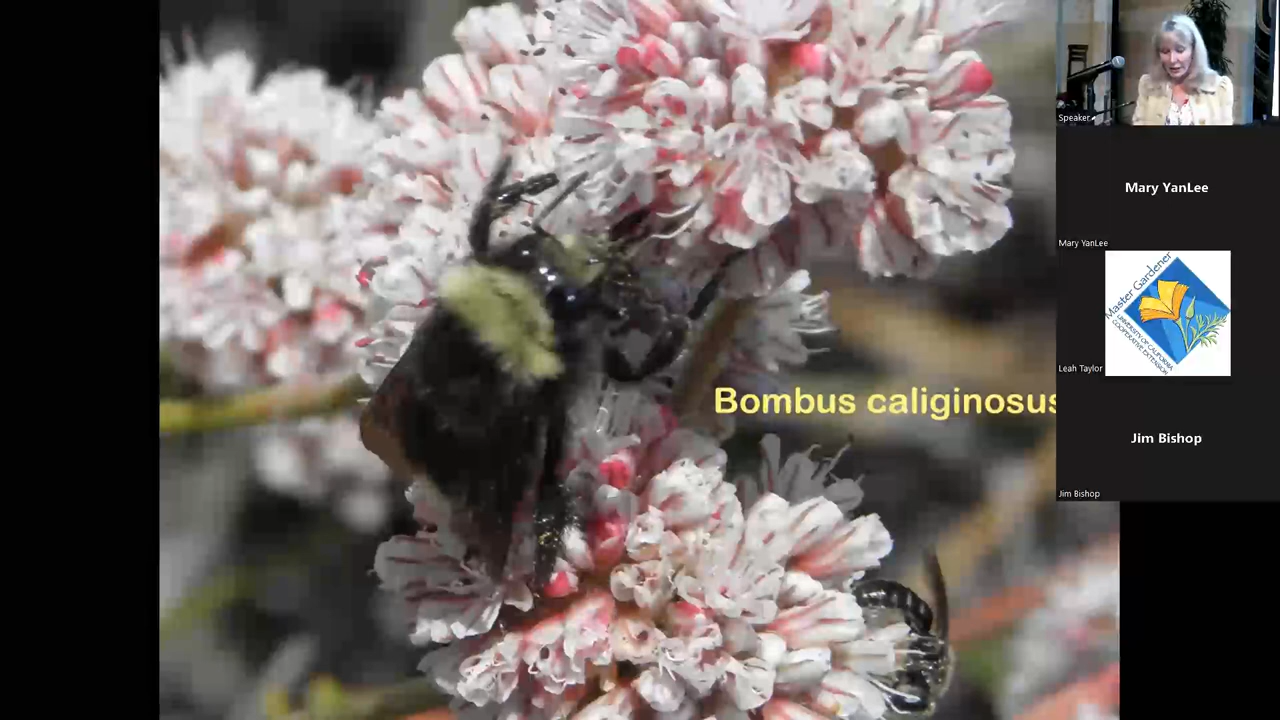 Bombus caliginosus
Speaker
Mary YanLee
Mary YanLee
Master Gardener
UNIVERSITY OF CALIFORNIA
COOPERATIVE EXTENSION
Leah Taylor
Jim Bishop
Jim Bishop